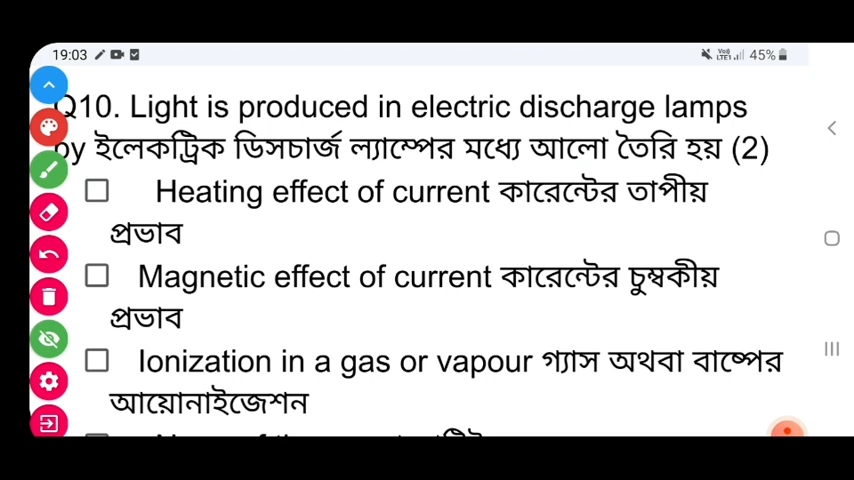 19:03 45%
Q10. Light is produced in electric discharge lamps
by ইলেকট্রিক ডিসচার্জ ল্যাম্পের মধ্যে আলো তৈরি হয় (2)
Heating effect of current কারেন্টের তাপীয়
প্রভাব
Magnetic effect of current কারেন্টের চুম্বকীয়
প্রভাব
Ionization in a gas or vapour গ্যাস অথবা বাষ্পের
আয়োনাইজেশন